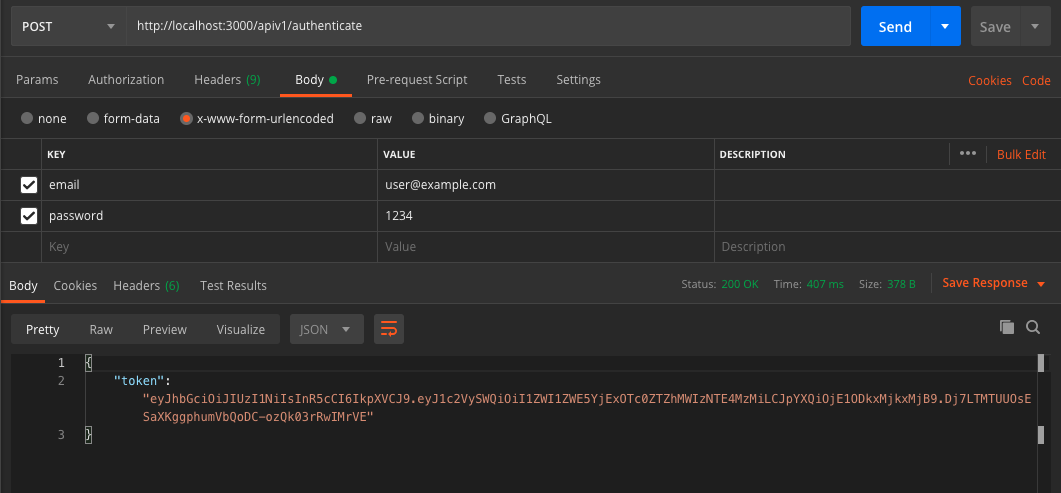 POST http://localhost:3000/apiv1/authenticate Send Save
Params Authorization Headers (9) Body Pre-request Script Tests Settings Cookies Code
none form-data x-www-form-urlencoded raw binary GraphQL
KEY VALUE DESCRIPTION ••• Bulk Edit
email user@example.com
password 1234
Key Value Description
Body Cookies Headers (6) Test Results Status: 200 OK Time: 407 ms Size: 378 B Save Response
Pretty Raw Preview Visualize JSON
1 {
2 "token":
"eyJhbGciOiJIUzI1NiIsInR5cCI6IkpXVCJ9.eyJ1c2VySWQiOiI1ZWI1ZWE5YjExOTc0ZTZhMWIzNTE4MzMiLCJpYXQiOjE1ODkxMjkxMjB9.Dj7LTMTUUOsE
SaXKggphumVbQoDC-ozQk03rRwIMrVE"
3 }